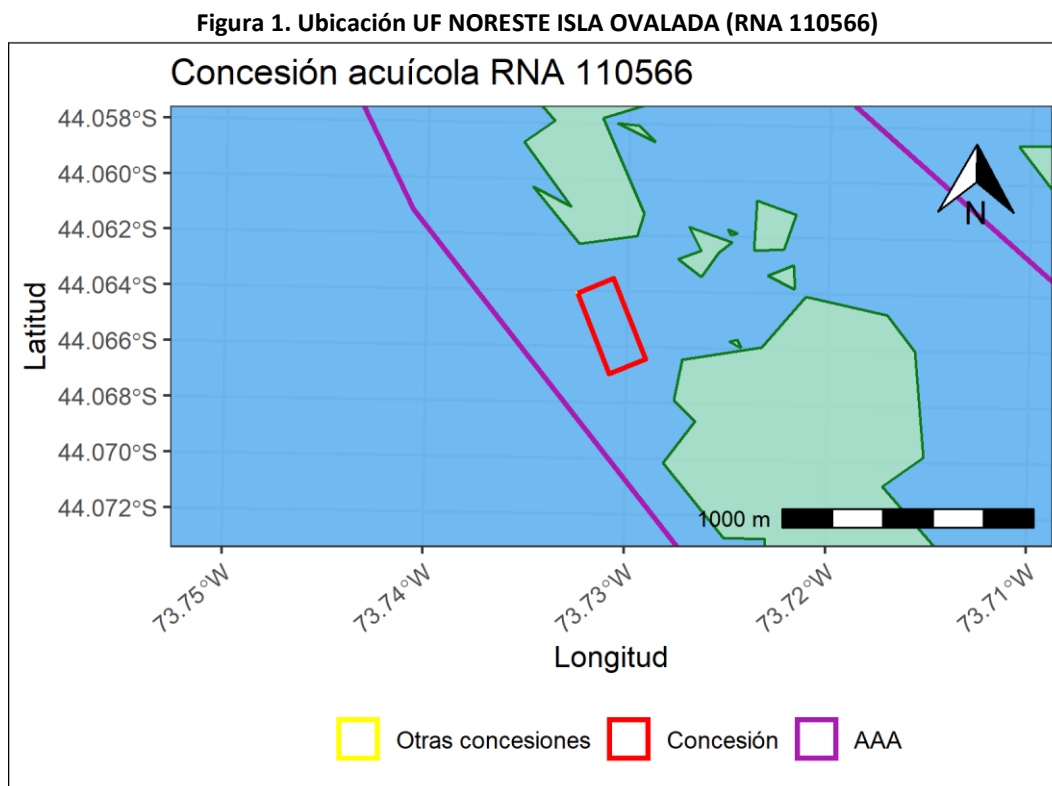 Figura 1. Ubicación UF NORESTE ISLA OVALADA (RNA 110566)
Concesión acuícola RNA 110566
44.058°S
44.060°S
44.062°S
44.064°S
44.066°S
44.068°S
44.070°S
44.072°S
Latitud
N
1000 m
73.75°W
73.74°W
73.73°W
73.72°W
73.71°W
Longitud
Otras concesiones
Concesión
AAA